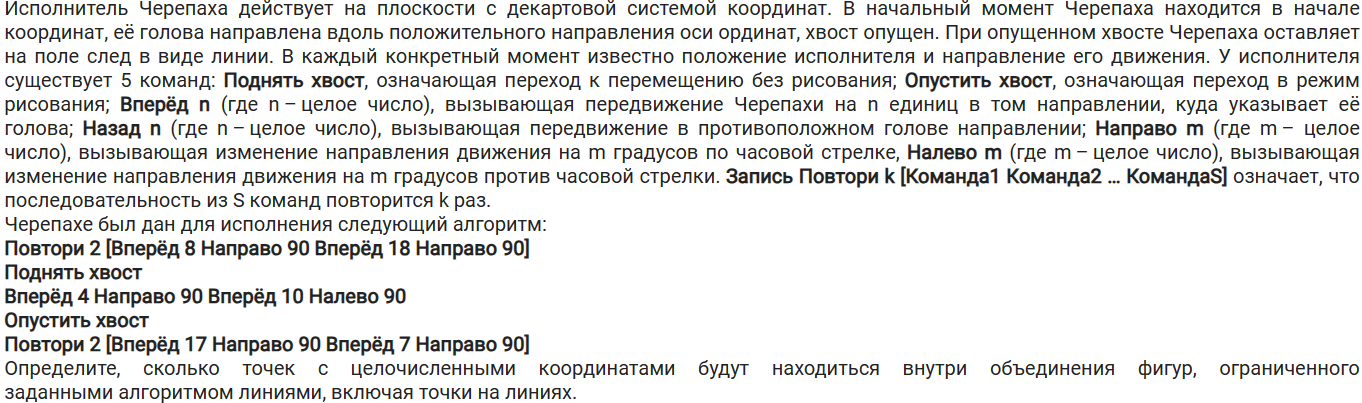 Исполнитель Черепаха действует на плоскости с декартовой системой координат. В начальный момент Черепаха находится в начале
координат, её голова направлена вдоль положительного направления оси ординат, хвост опущен. При опущенном хвосте Черепаха оставляет
на поле след в виде линии. В каждый конкретный момент известно положение исполнителя и направление его движения. У исполнителя
существует 5 команд: Поднять хвост, означающая переход к перемещению без рисования; Опустить хвост, означающая переход в режим
рисования; Вперёд n (где n – целое число), вызывающая передвижение Черепахи на n единиц в том направлении, куда указывает её
голова; Назад n (где n – целое число), вызывающая передвижение в противоположном голове направлении; Направо m (где m – целое
число), вызывающая изменение направления движения на m градусов по часовой стрелке, Налево m (где m – целое число), вызывающая
изменение направления движения на m градусов против часовой стрелки. Запись Повтори k [Команда1 Команда2 … КомандаS] означает, что
последовательность из S команд повторится k раз.
Черепахе был дан для исполнения следующий алгоритм:
Повтори 2 [Вперёд 8 Направо 90 Вперёд 18 Направо 90]
Поднять хвост
Вперёд 4 Направо 90 Вперёд 10 Налево 90
Опустить хвост
Повтори 2 [Вперёд 17 Направо 90 Вперёд 7 Направо 90]
Определите, сколько точек с целочисленными координатами будут находиться внутри объединения фигур, ограниченного
заданными алгоритмом линиями, включая точки на линиях.